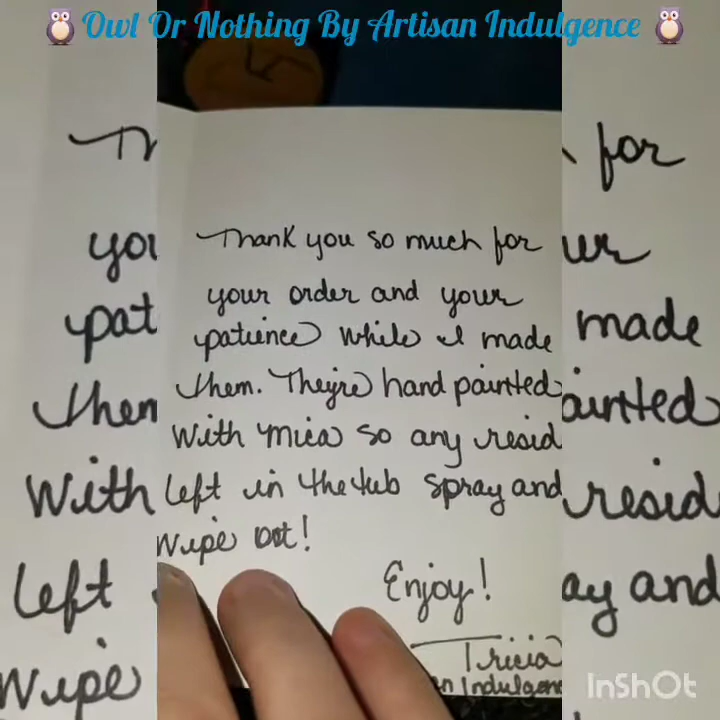 Owl Or Nothing By Artisan Indulgence
Thank you so much for
your order and your
patience while I made
them. They're hand painted
with mica so any resid
left in the tub spray and
wipe out!
Enjoy!
Tricia
n Indulgenc
InShOt